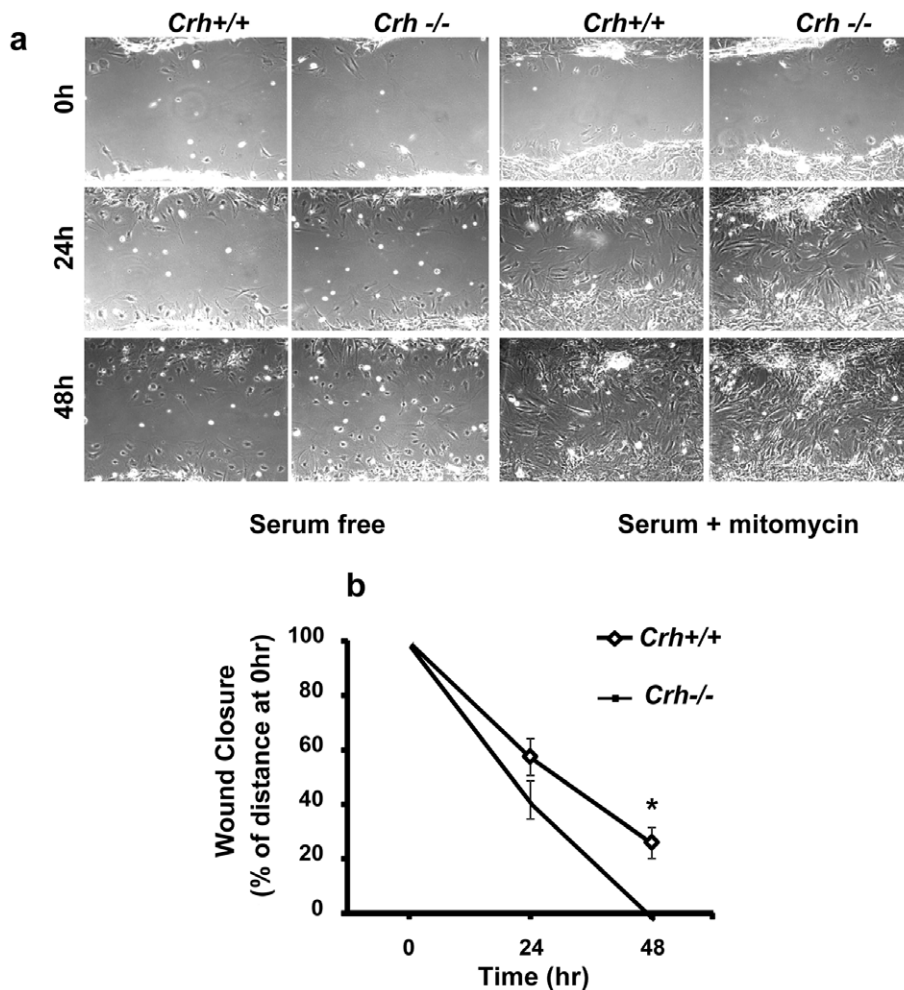 a
Crh+/+ Crh -/- Crh+/+ Crh -/-
0h
24h
48h
Serum free Serum + mitomycin
b
Wound Closure
(% of distance at 0hr)
100
80
60
40
20
0
Crh+/+
Crh-/-
*
0 24 48
Time (hr)